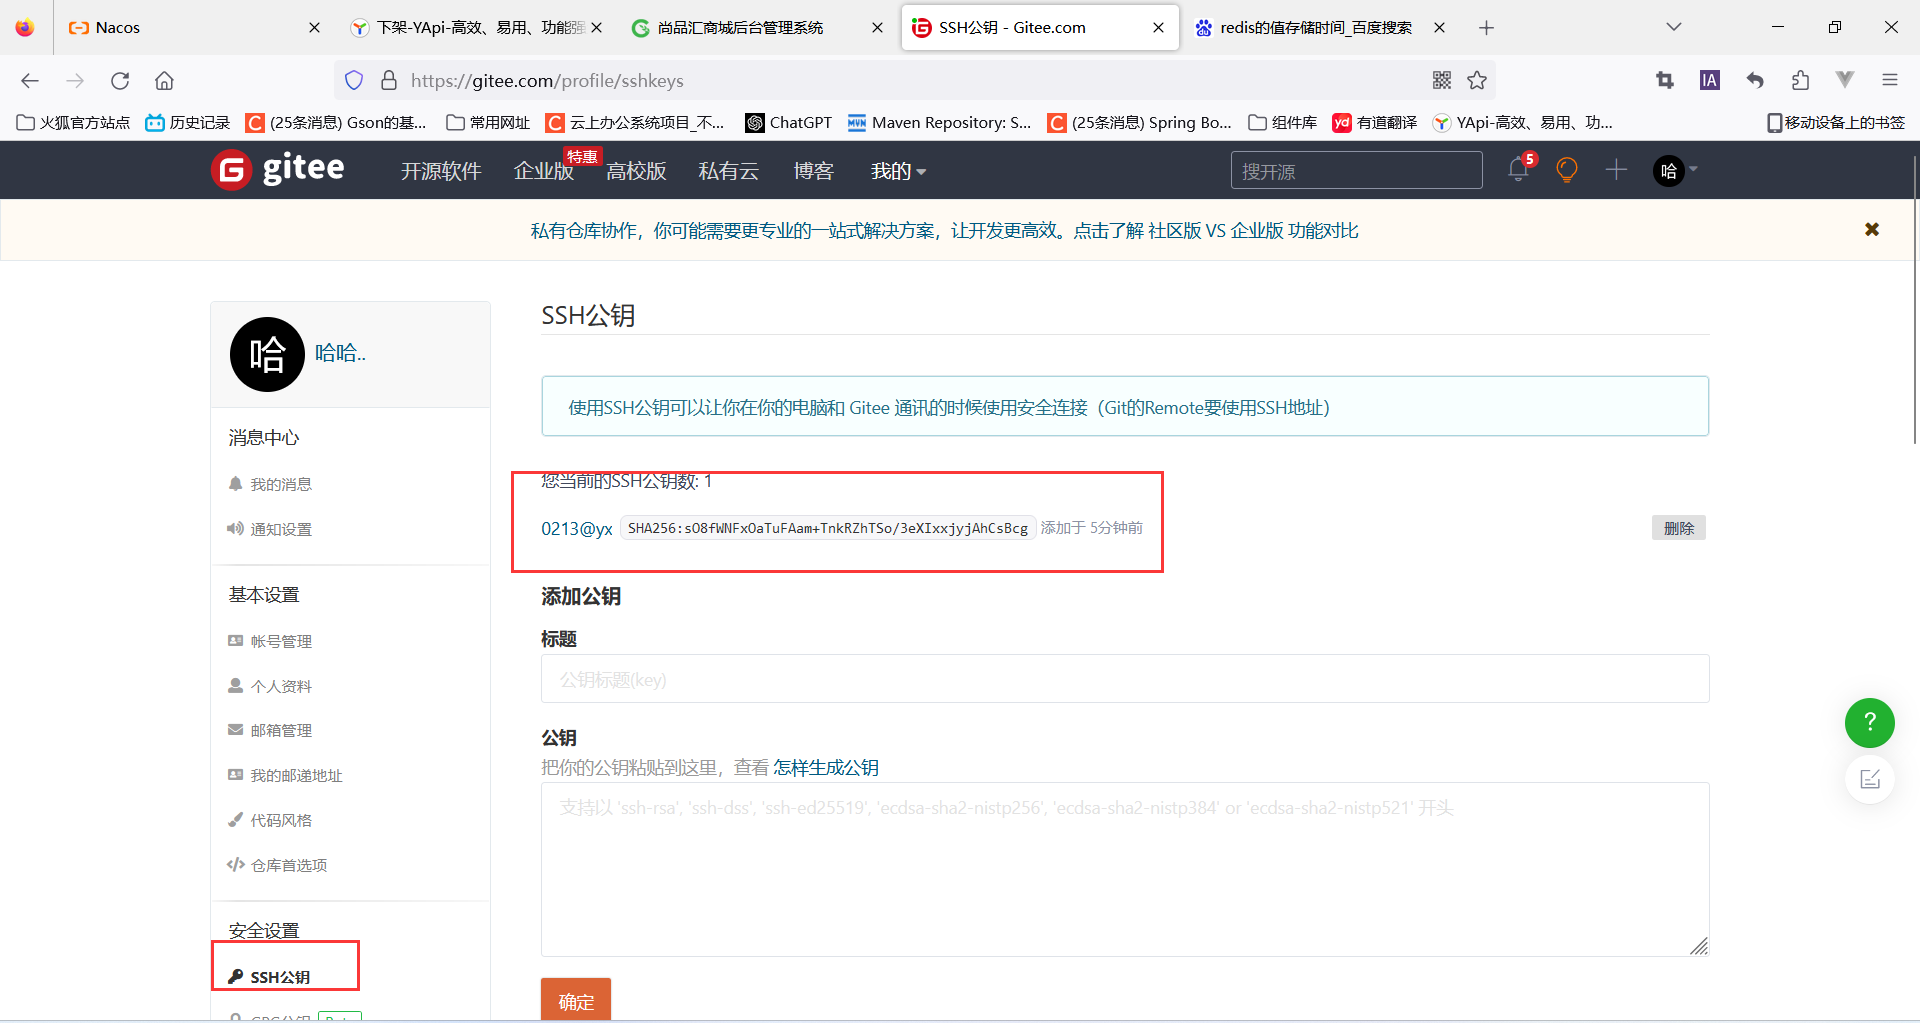 Nacos
下架-YApi-高效、易用、功能强
尚品汇商城后台管理系统
SSH公钥 - Gitee.com
redis的值存储时间_百度搜索
https://gitee.com/profile/sshkeys
IA
火狐官方站点
历史记录
(25条消息) Gson的基...
常用网址
云上办公系统项目_不...
ChatGPT
Maven Repository: S...
(25条消息) Spring Bo...
组件库
有道翻译
YApi-高效、易用、功...
移动设备上的书签
gitee
开源软件
企业版
特惠
高校版
私有云
博客
我的
搜开源
5
哈
私有仓库协作，你可能需要更专业的一站式解决方案，让开发更高效。点击了解 社区版 VS 企业版 功能对比
哈
哈哈..
消息中心
我的消息
通知设置
基本设置
帐号管理
个人资料
邮箱管理
我的邮递地址
代码风格
仓库首选项
安全设置
SSH公钥
SSH公钥
使用SSH公钥可以让你在你的电脑和 Gitee 通讯的时候使用安全连接（Git的Remote要使用SSH地址）
您当前的SSH公钥数: 1
0213@yx SHA256:sO8fWNFxOaTuFAam+TnkRZhTSo/3eXIxxjyjAhCsBcg 添加于 5分钟前
删除
添加公钥
标题
公钥标题(key)
公钥
把你的公钥粘贴到这里，查看 怎样生成公钥
支持以 'ssh-rsa', 'ssh-dss', 'ssh-ed25519', 'ecdsa-sha2-nistp256', 'ecdsa-sha2-nistp384' or 'ecdsa-sha2-nistp521' 开头
确定
?